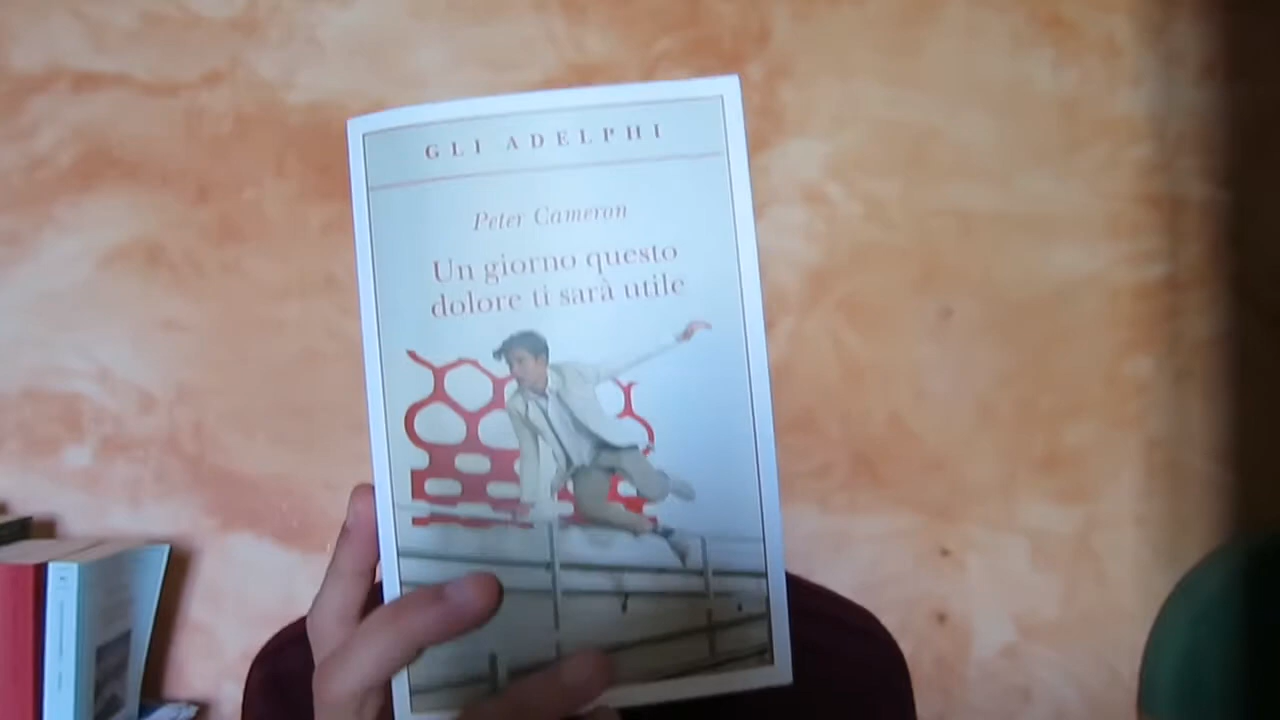 GLI ADELPHI
Peter Cameron
Un giorno questo
dolore ti sarà utile